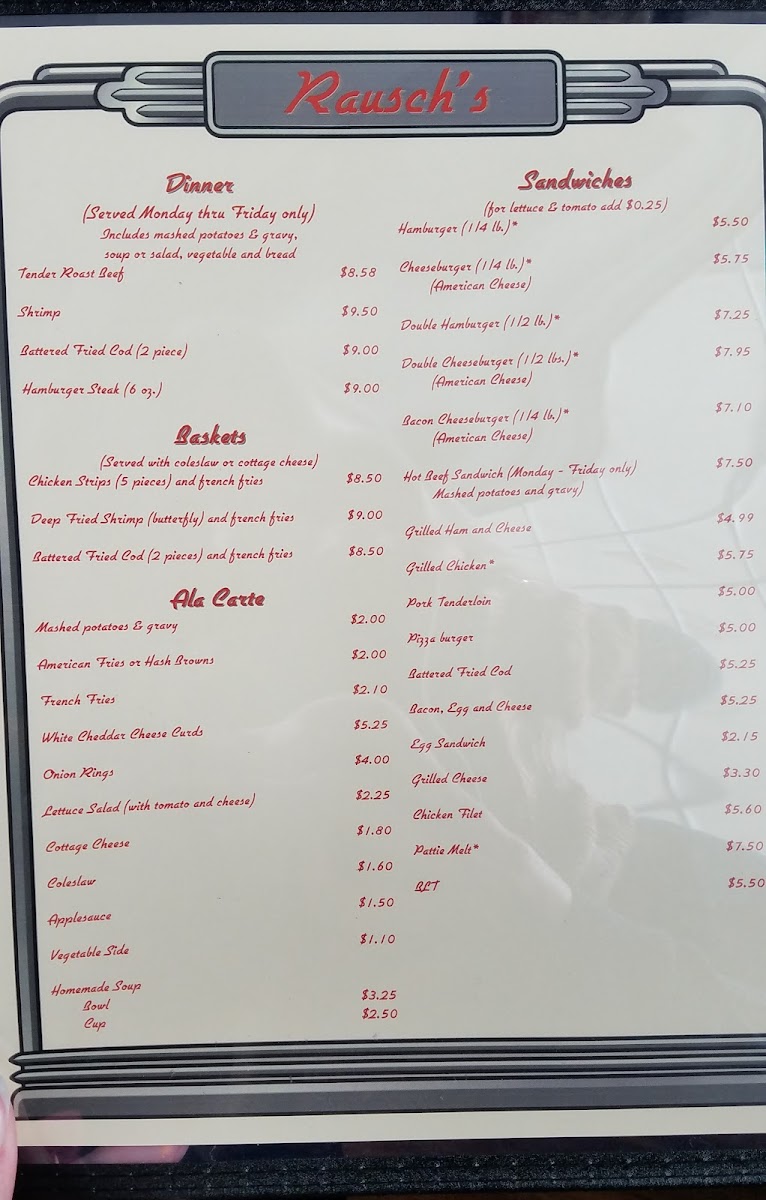 Rausch's
Dinner
(Served Monday thru Friday only)
Includes mashed potatoes & gravy,
soup or salad, vegetable and bread
Tender Roast Beef $8.58
Shrimp $9.50
Battered Fried Cod (2 piece) $9.00
Hamburger Steak (6 oz.) $9.00
Baskets
(Served with coleslaw or cottage cheese)
Chicken Strips (5 pieces) and french fries $8.50
Deep Fried Shrimp (butterfly) and french fries $9.00
Battered Fried Cod (2 pieces) and french fries $8.50
Ala Carte
Mashed potatoes & gravy $2.00
American Fries or Hash Browns $2.00
French Fries $2.10
White Cheddar Cheese Curds $5.25
Onion Rings $4.00
Lettuce Salad (with tomato and cheese) $2.25
Cottage Cheese $1.80
Coleslaw $1.60
Applesauce $1.50
Vegetable Side $1.10
Homemade Soup
Bowl $3.25
Cup $2.50
Sandwiches
(for lettuce & tomato add $0.25)
Hamburger (1/4 lb.)* $5.50
Cheeseburger (1/4 lb.)* $5.75
(American Cheese)
Double Hamburger (1/2 lb.)* $7.25
Double Cheeseburger (1/2 lbs.)* $7.95
(American Cheese)
Bacon Cheeseburger (1/4 lb.)* $7.10
(American Cheese)
Hot Beef Sandwich (Monday - Friday only) $7.50
Mashed potatoes and gravy)
Grilled Ham and Cheese $4.99
Grilled Chicken* $5.75
Pork Tenderloin $5.00
Pizza burger $5.00
Battered Fried Cod $5.25
Bacon, Egg and Cheese $5.25
Egg Sandwich $2.15
Grilled Cheese $3.30
Chicken Filet $5.60
Pattie Melt* $7.50
BLT $5.50